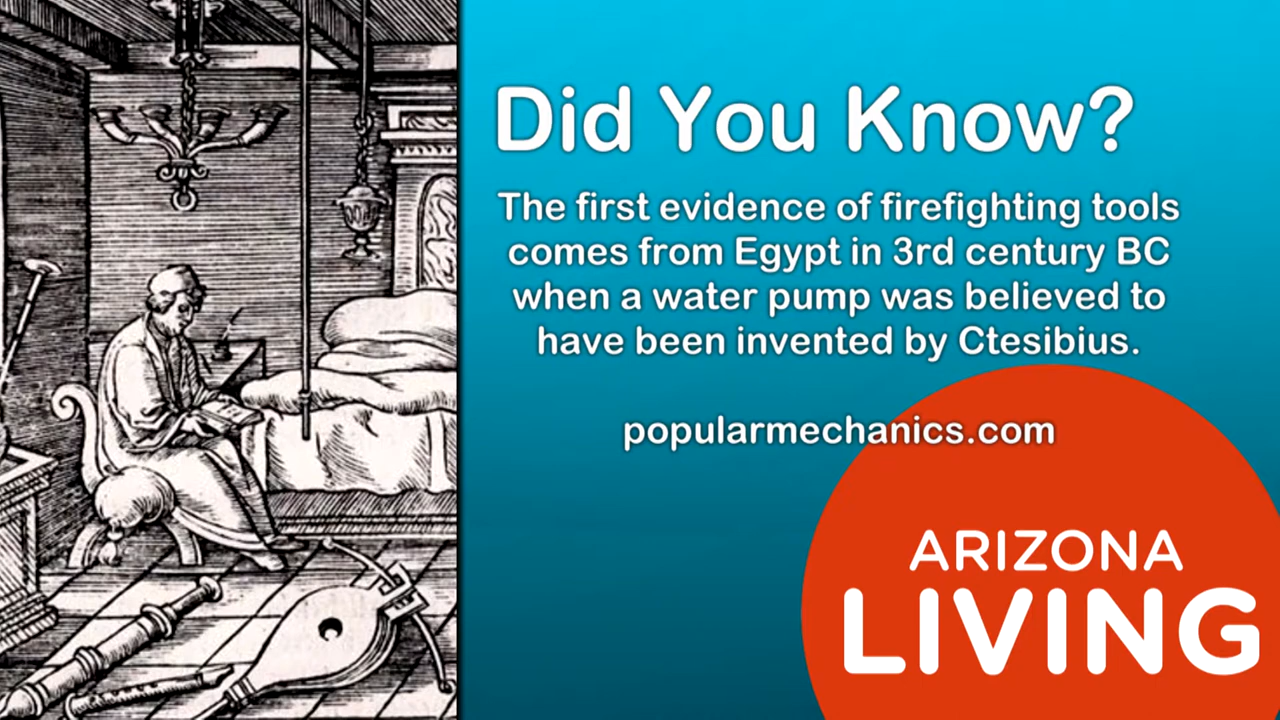 Did You Know?
The first evidence of firefighting tools
comes from Egypt in 3rd century BC
when a water pump was believed to
have been invented by Ctesibius.
popularmechanics.com
ARIZONA
LIVING